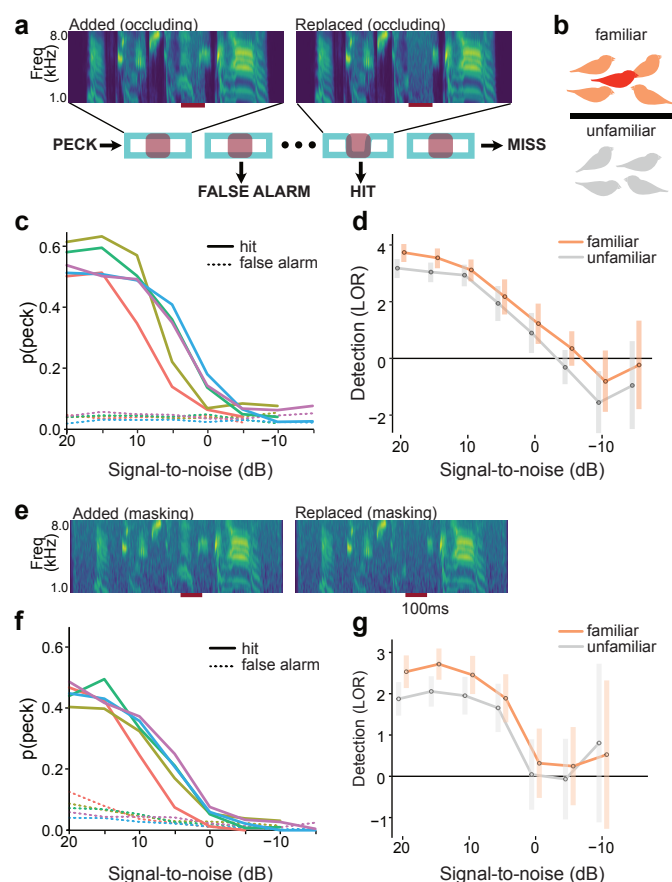 a
Added (occluding)
Replaced (occluding)
b
familiar
Freq
(kHz)
8.0
1.0
PECK
MISS
FALSE ALARM
HIT
unfamiliar
c
hit
false alarm
p(peck)
0.6
0.4
0.2
0.0
20
10
0
−10
Signal-to-noise (dB)
d
familiar
unfamiliar
Detection (LOR)
4
2
0
−2
20
10
0
−10
Signal-to-noise (dB)
e
Added (masking)
Replaced (masking)
Freq
(kHz)
8.0
1.0
100ms
f
hit
false alarm
p(peck)
0.4
0.2
0.0
20
10
0
−10
Signal-to-noise (dB)
g
familiar
unfamiliar
Detection (LOR)
3
2
1
0
−1
20
10
0
−10
Signal-to-noise (dB)